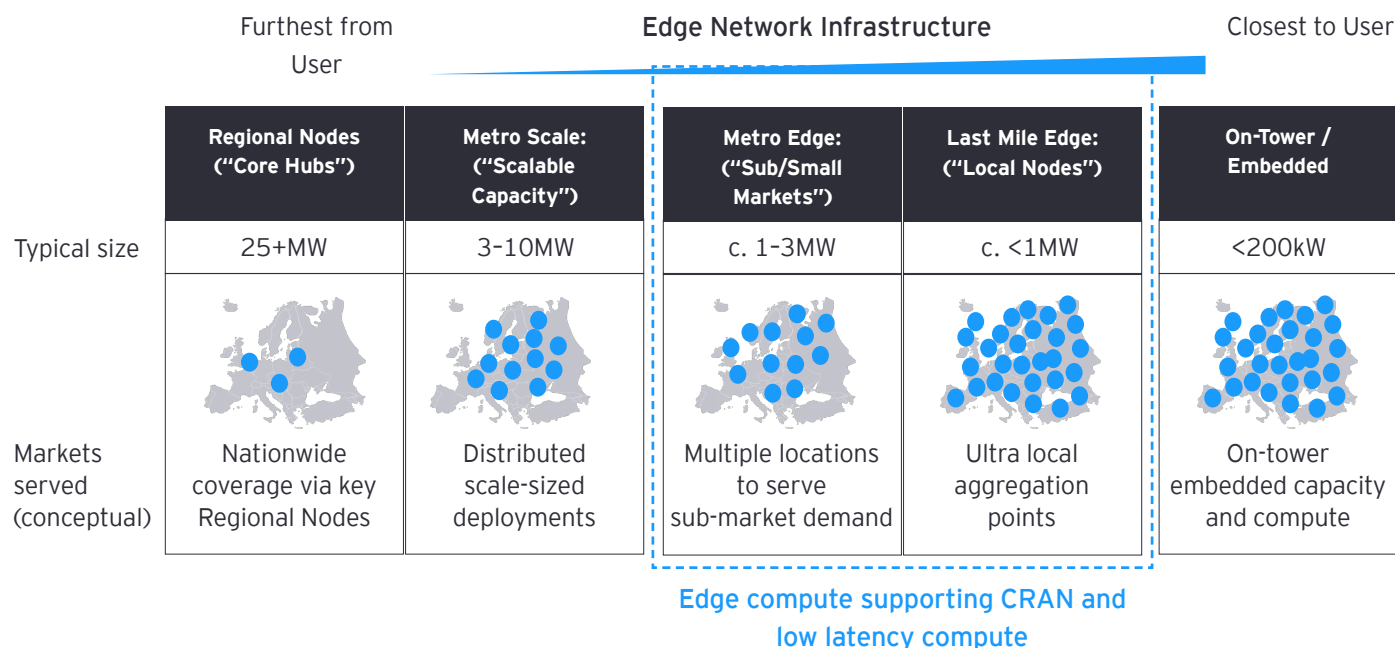 Furthest from
User
Edge Network Infrastructure
Closest to User
Regional Nodes
(“Core Hubs”)
Metro Scale:
(“Scalable
Capacity”)
Metro Edge:
(“Sub/Small
Markets”)
Last Mile Edge:
(“Local Nodes”)
On-Tower /
Embedded
Typical size
25+MW
3–10MW
c. 1–3MW
c. <1MW
<200kW
Markets
served
(conceptual)
Nationwide
coverage via key
Regional Nodes
Distributed
scale-sized
deployments
Multiple locations
to serve
sub-market demand
Ultra local
aggregation
points
On-tower
embedded capacity
and compute
Edge compute supporting CRAN and
low latency compute